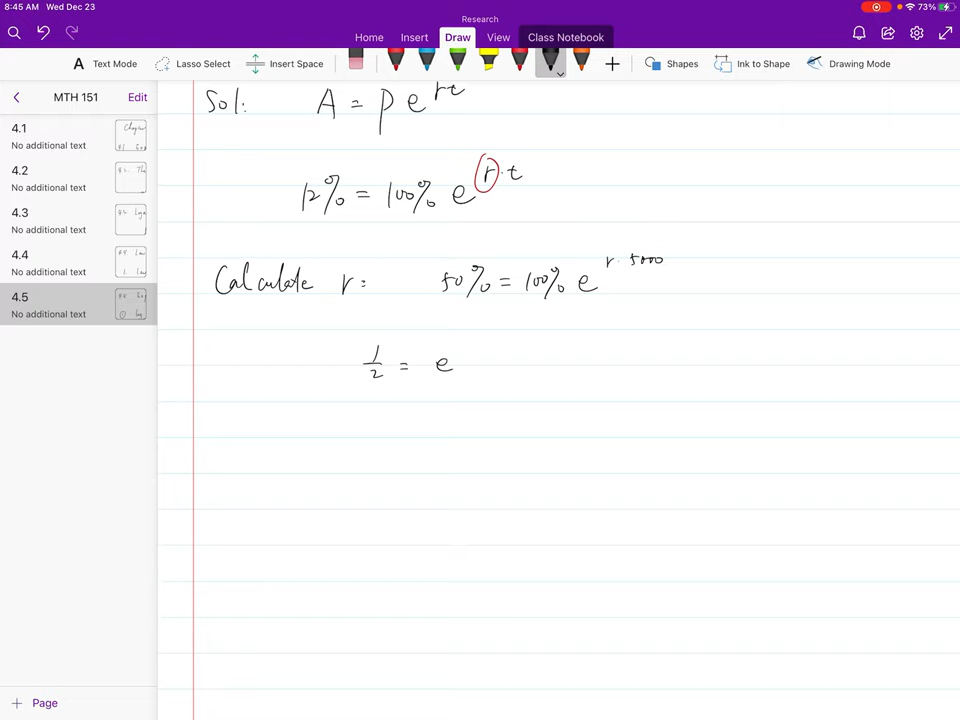 8:45 AM Wed Dec 23
73%
Research
Home Insert Draw View Class Notebook
Text Mode Lasso Select Insert Space Shapes Ink to Shape Drawing Mode
MTH 151 Edit
4.1
No additional text
4.2
No additional text
4.3
No additional text
4.4
No additional text
4.5
No additional text
Page
Sol: A = P e^{rt}
12% = 100% e^{r·t}
Calculate r: 50% = 100% e^{r·5000}
1/2 = e